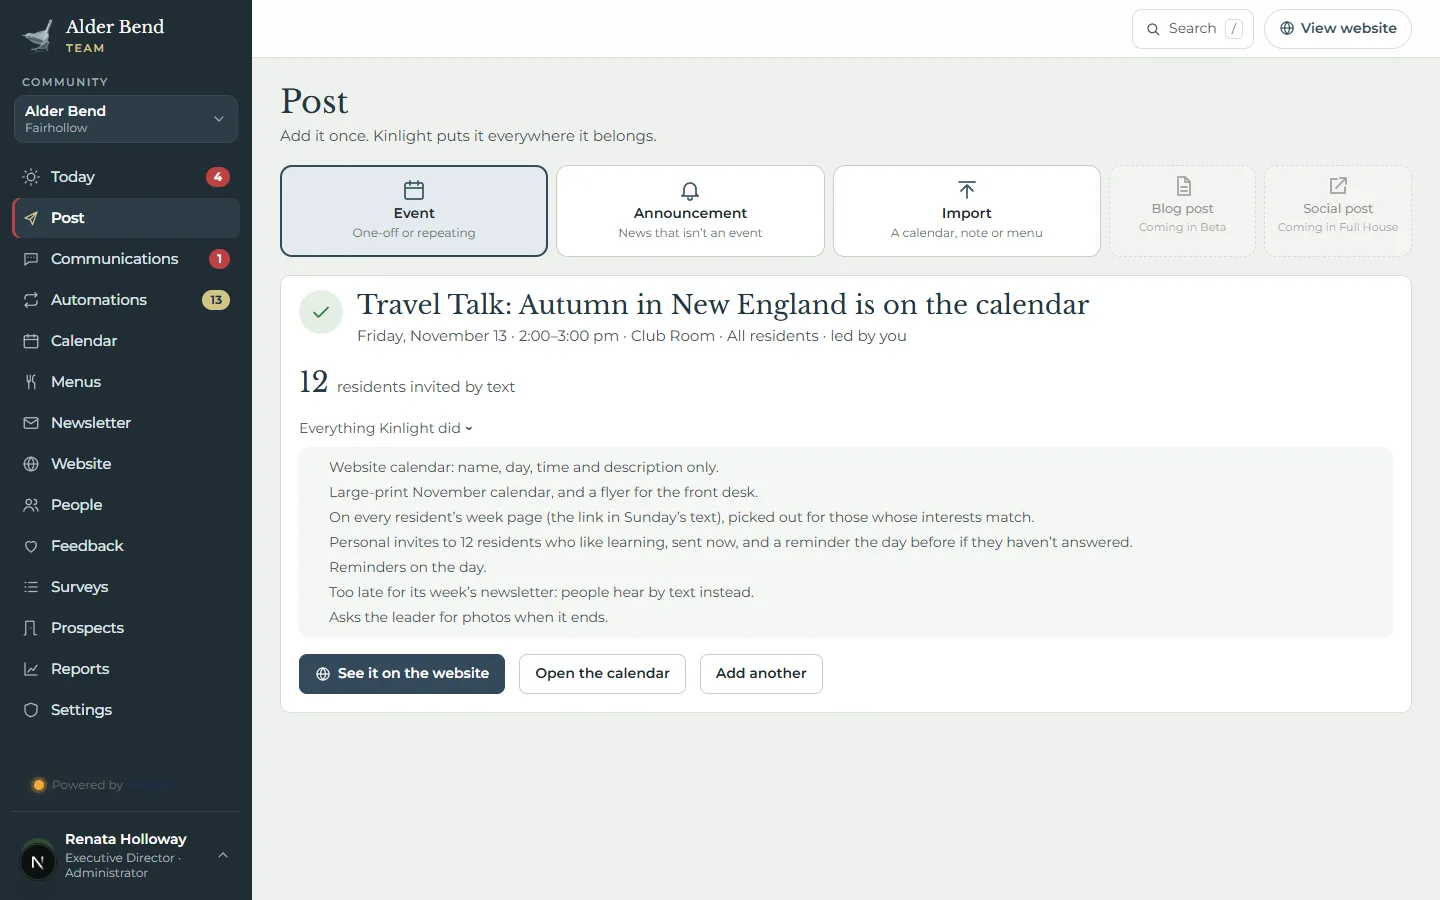 Alder Bend
TEAM
COMMUNITY
Alder Bend
Fairhollow
Today
4
Post
Communications
1
Automations
13
Calendar
Menus
Newsletter
Website
People
Feedback
Surveys
Prospects
Reports
Settings
Powered by
N
Renata Holloway
Executive Director ·
Administrator
Search /
View website
Post
Add it once. Kinlight puts it everywhere it belongs.
Event
One-off or repeating
Announcement
News that isn’t an event
Import
A calendar, note or menu
Blog post
Coming in Beta
Social post
Coming in Full House
Travel Talk: Autumn in New England is on the calendar
Friday, November 13 · 2:00–3:00 pm · Club Room · All residents · led by you
12 residents invited by text
Everything Kinlight did
Website calendar: name, day, time and description only.
Large-print November calendar, and a flyer for the front desk.
On every resident’s week page (the link in Sunday’s text), picked out for those whose interests match.
Personal invites to 12 residents who like learning, sent now, and a reminder the day before if they haven’t answered.
Reminders on the day.
Too late for its week’s newsletter: people hear by text instead.
Asks the leader for photos when it ends.
See it on the website
Open the calendar
Add another